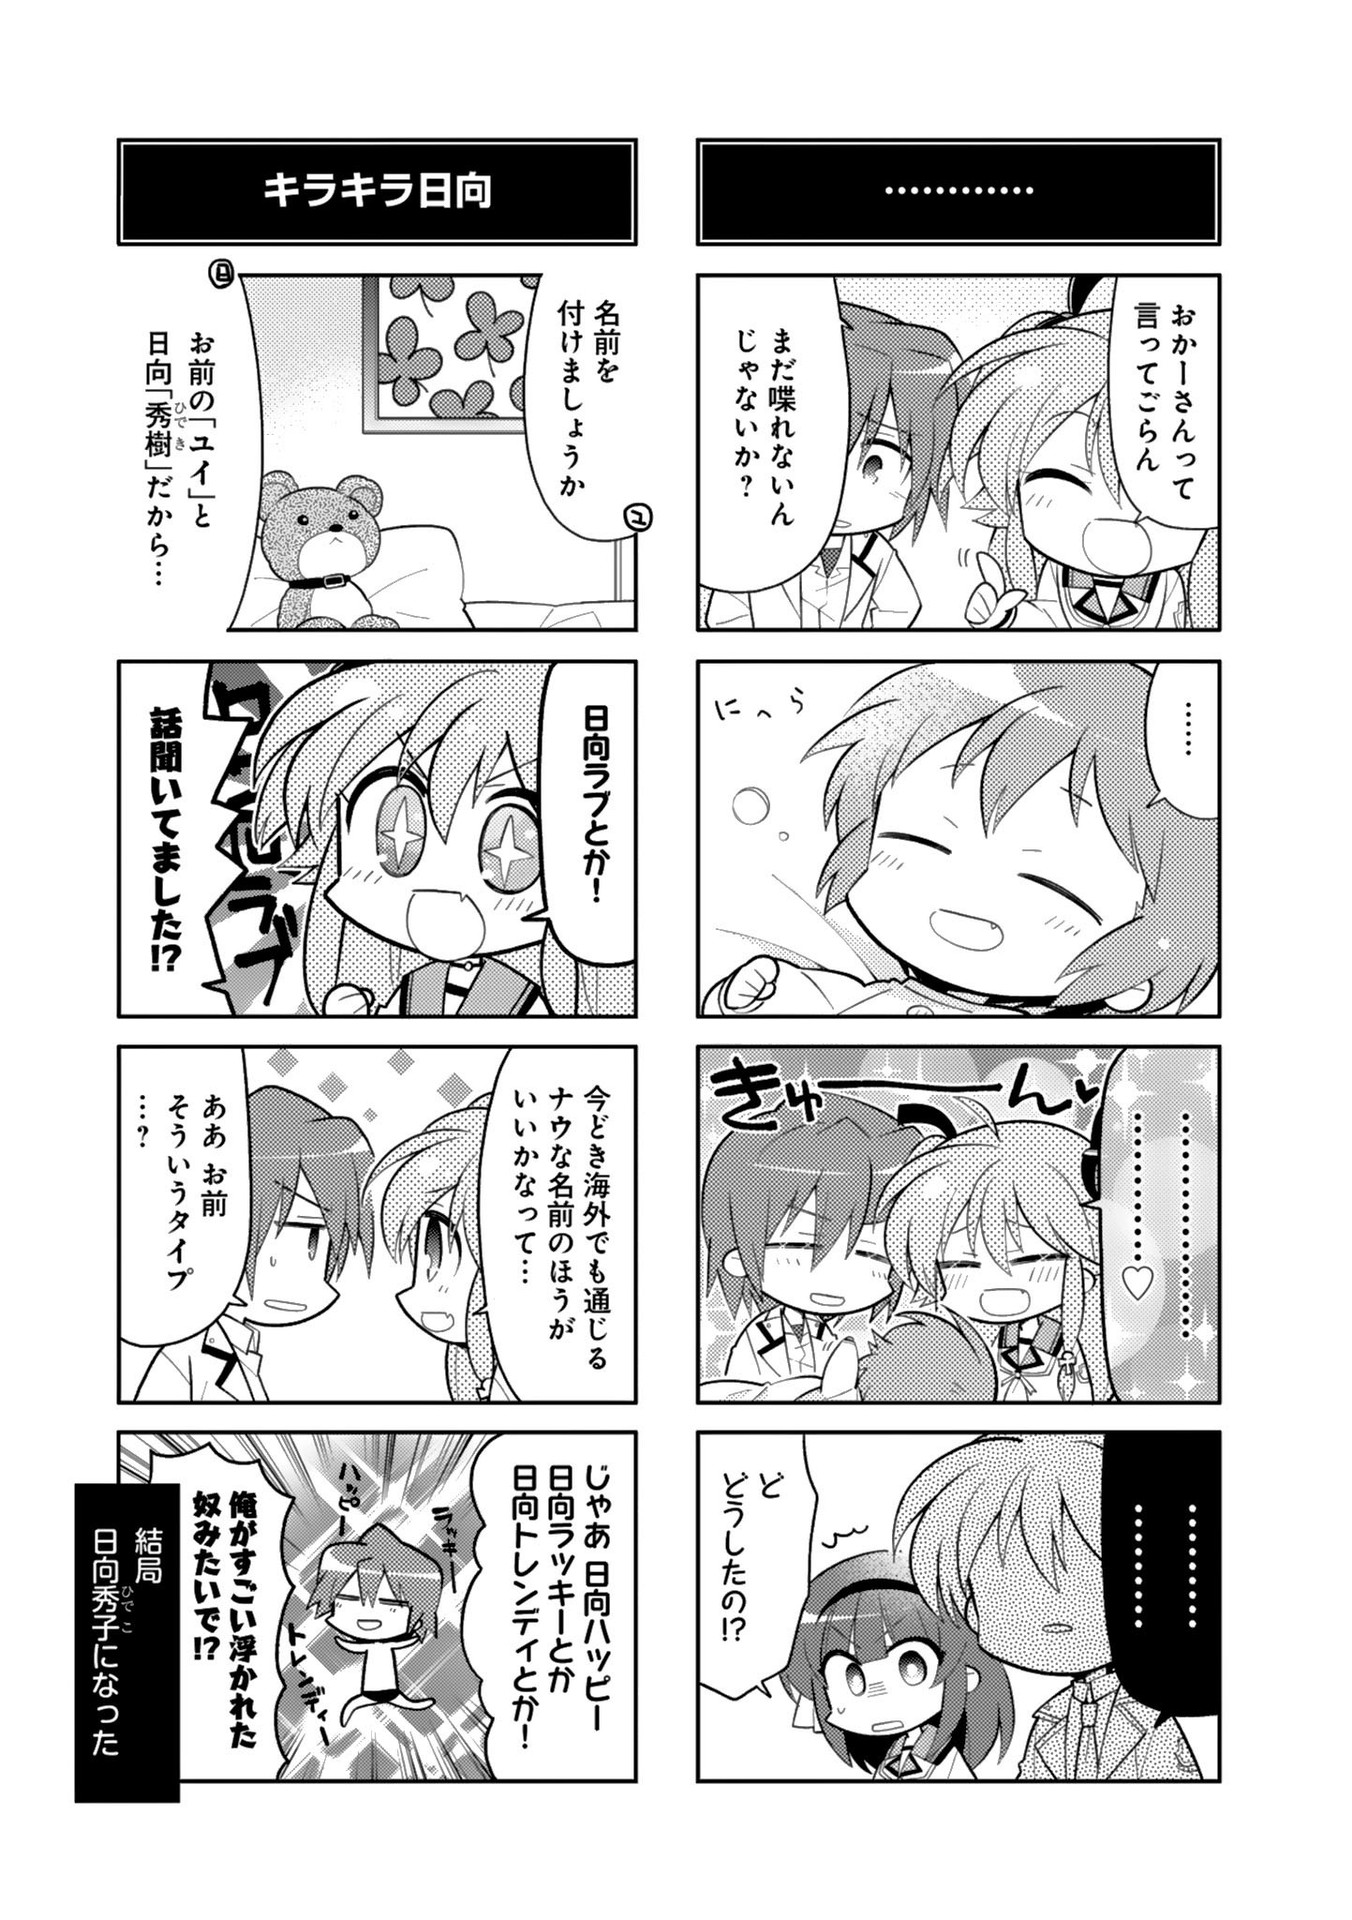 …………
おかーさんって
言ってごらん
まだ喋れないん
じゃないか?
……
にへら
…………………
……………♡
きゅーーん♥
…………
…………
ど
どうしたの!?
キラキラ日向
名前を
付けましょうか
ユ
日
お前の「ユイ」と
日向「秀樹」だから…
ひでき
日向ラブとか!
話聞いてました!?
今どき海外でも通じる
ナウな名前のほうが
いいかなって…
ああ お前
そういうタイプ
…?
じゃあ 日向ハッピー
日向ラッキーとか
日向トレンディとか!
ラッキー
ハッピー
トレンディー
俺がすごい浮かれた
奴みたいで!?
結局
日向秀子になった
ひでこ